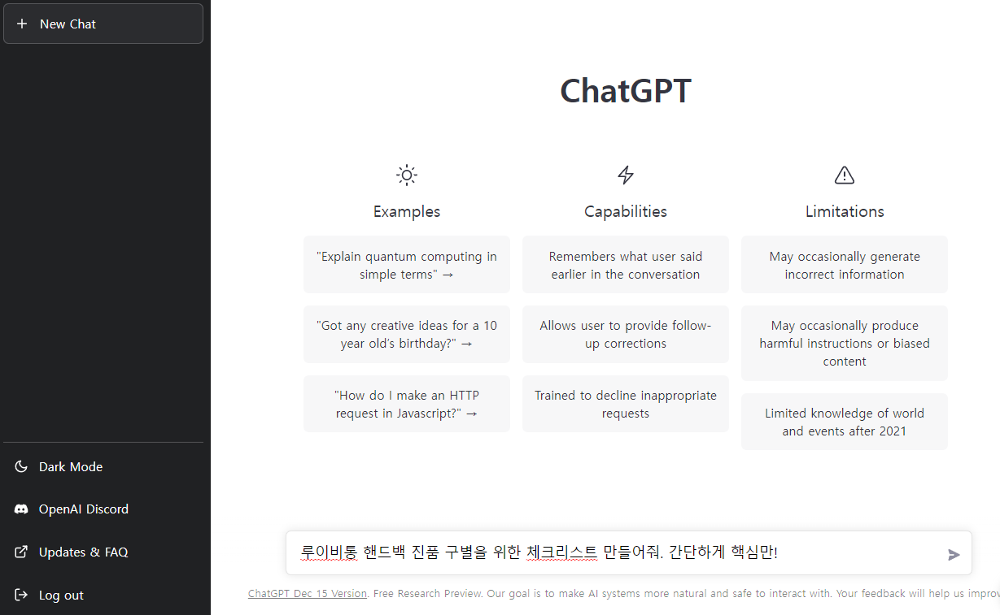 New Chat
Dark Mode
OpenAI Discord
Updates & FAQ
Log out
ChatGPT
Examples
"Explain quantum computing in
simple terms" →
"Got any creative ideas for a 10
year old's birthday?" →
"How do I make an HTTP
request in Javascript?" →
Capabilities
Remembers what user said
earlier in the conversation
Allows user to provide follow-
up corrections
Trained to decline inappropriate
requests
Limitations
May occasionally generate
incorrect information
May occasionally produce
harmful instructions or biased
content
Limited knowledge of world
and events after 2021
루이비통 핸드백 진품 구별을 위한 체크리스트 만들어줘. 간단하게 핵심만!
ChatGPT Dec 15 Version. Free Research Preview. Our goal is to make AI systems more natural and safe to interact with. Your feedback will help us